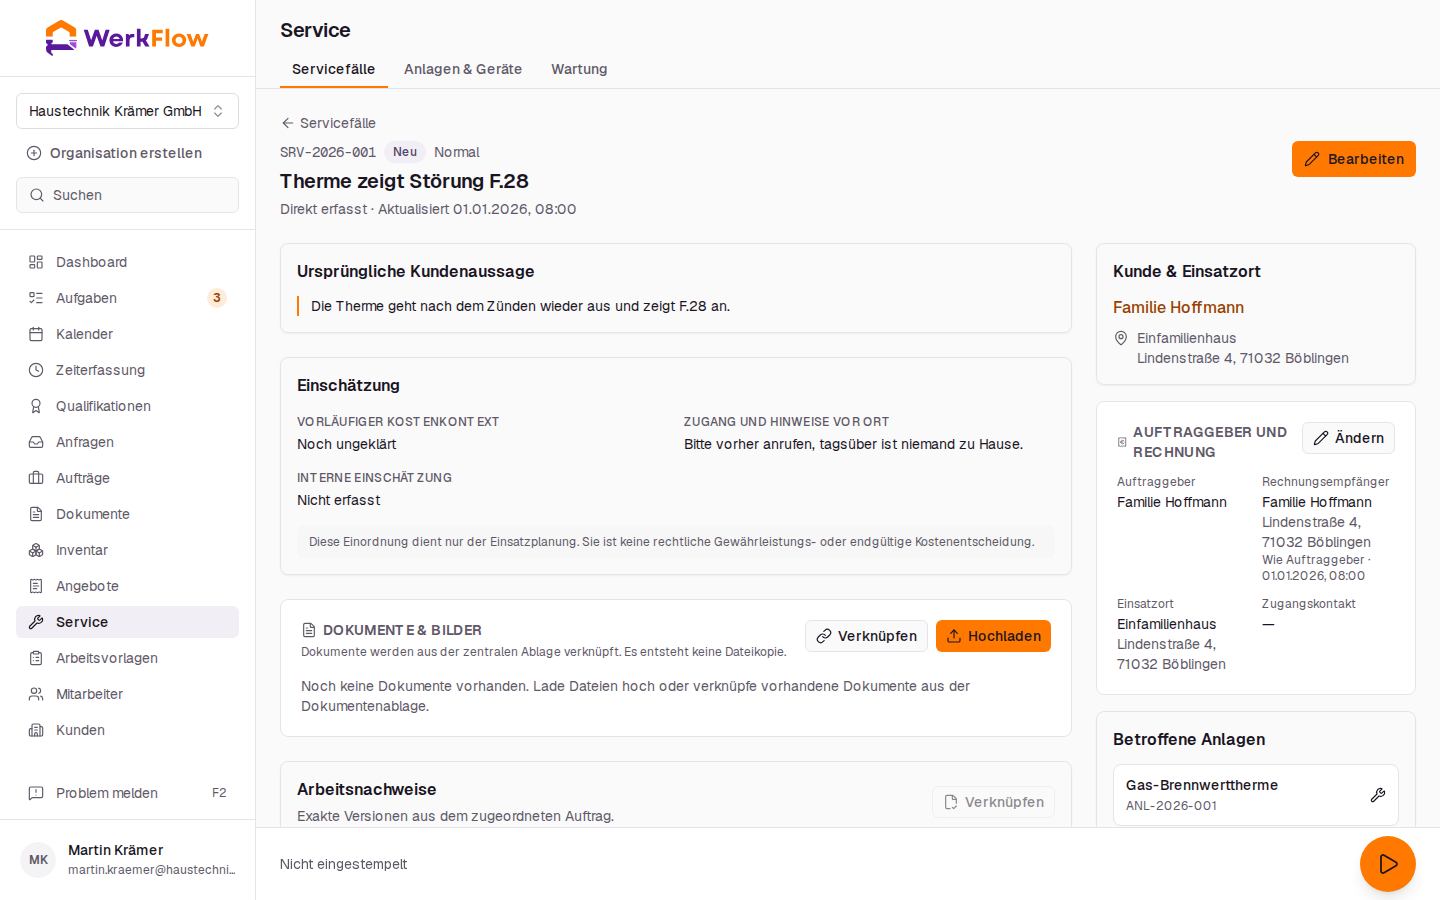 WerkFlow
Haustechnik Krämer GmbH
Organisation erstellen
Suchen
Dashboard
Aufgaben 3
Kalender
Zeiterfassung
Qualifikationen
Anfragen
Aufträge
Dokumente
Inventar
Angebote
Service
Arbeitsvorlagen
Mitarbeiter
Kunden
Problem melden F2
MK
Martin Krämer
martin.kraemer@haustechni...
Service
Servicefälle Anlagen & Geräte Wartung
Servicefälle
SRV-2026-001 Neu Normal
Therme zeigt Störung F.28
Direkt erfasst · Aktualisiert 01.01.2026, 08:00
Bearbeiten
Ursprüngliche Kundenaussage
Die Therme geht nach dem Zünden wieder aus und zeigt F.28 an.
Einschätzung
VORLÄUFIGER KOSTENKONTEXT
Noch ungeklärt
ZUGANG UND HINWEISE VOR ORT
Bitte vorher anrufen, tagsüber ist niemand zu Hause.
INTERNE EINSCHÄTZUNG
Nicht erfasst
Diese Einordnung dient nur der Einsatzplanung. Sie ist keine rechtliche Gewährleistungs- oder endgültige Kostenentscheidung.
DOKUMENTE & BILDER
Dokumente werden aus der zentralen Ablage verknüpft. Es entsteht keine Dateikopie.
Verknüpfen
Hochladen
Noch keine Dokumente vorhanden. Lade Dateien hoch oder verknüpfe vorhandene Dokumente aus der
Dokumentenablage.
Arbeitsnachweise
Exakte Versionen aus dem zugeordneten Auftrag.
Verknüpfen
Kunde & Einsatzort
Familie Hoffmann
Einfamilienhaus
Lindenstraße 4, 71032 Böblingen
AUFTRAGGEBER UND
RECHNUNG
Ändern
Auftraggeber
Familie Hoffmann
Rechnungsempfänger
Familie Hoffmann
Lindenstraße 4,
71032 Böblingen
Wie Auftraggeber ·
01.01.2026, 08:00
Einsatzort
Einfamilienhaus
Lindenstraße 4,
71032 Böblingen
Zugangskontakt
—
Betroffene Anlagen
Gas-Brennwerttherme
ANL-2026-001
Nicht eingestempelt